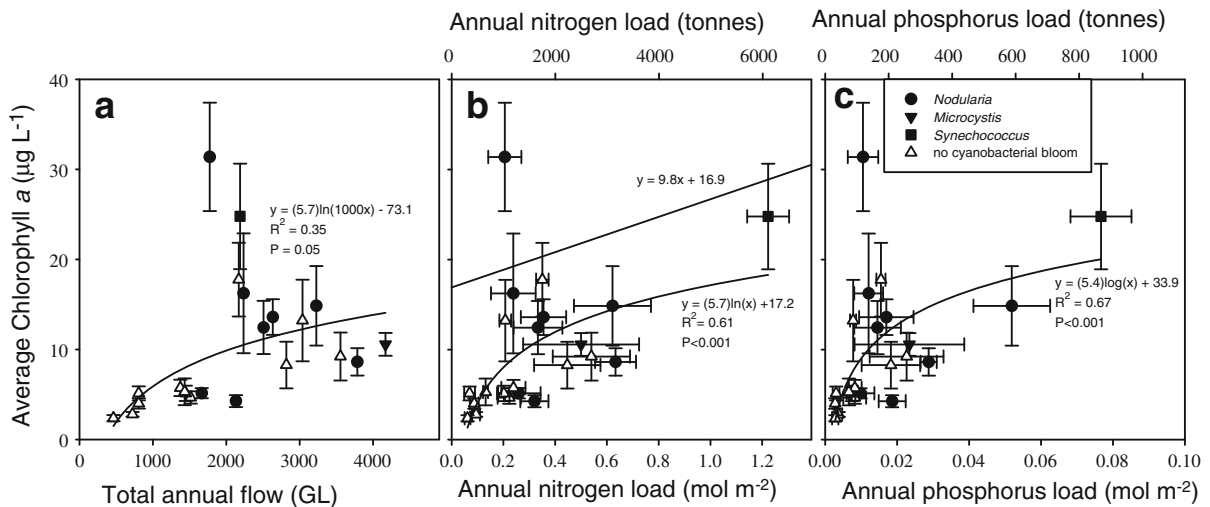 Annual nitrogen load (tonnes)
Annual phosphorus load (tonnes)
0 2000 4000 6000
0 200 400 600 800 1000
40
30
20
10
0
Average Chlorophyll a (µg L-1)
a
y = (5.7)ln(1000x) - 73.1
R2 = 0.35
P = 0.05
b
y = 9.8x + 16.9
y = (5.7)ln(x) +17.2
R2 = 0.61
P<0.001
c
Nodularia
Microcystis
Synechococcus
no cyanobacterial bloom
y = (5.4)log(x) + 33.9
R2 = 0.67
P<0.001
0 1000 2000 3000 4000
0.0 0.2 0.4 0.6 0.8 1.0 1.2
0.00 0.02 0.04 0.06 0.08 0.10
Total annual flow (GL)
Annual nitrogen load (mol m-2)
Annual phosphorus load (mol m-2)